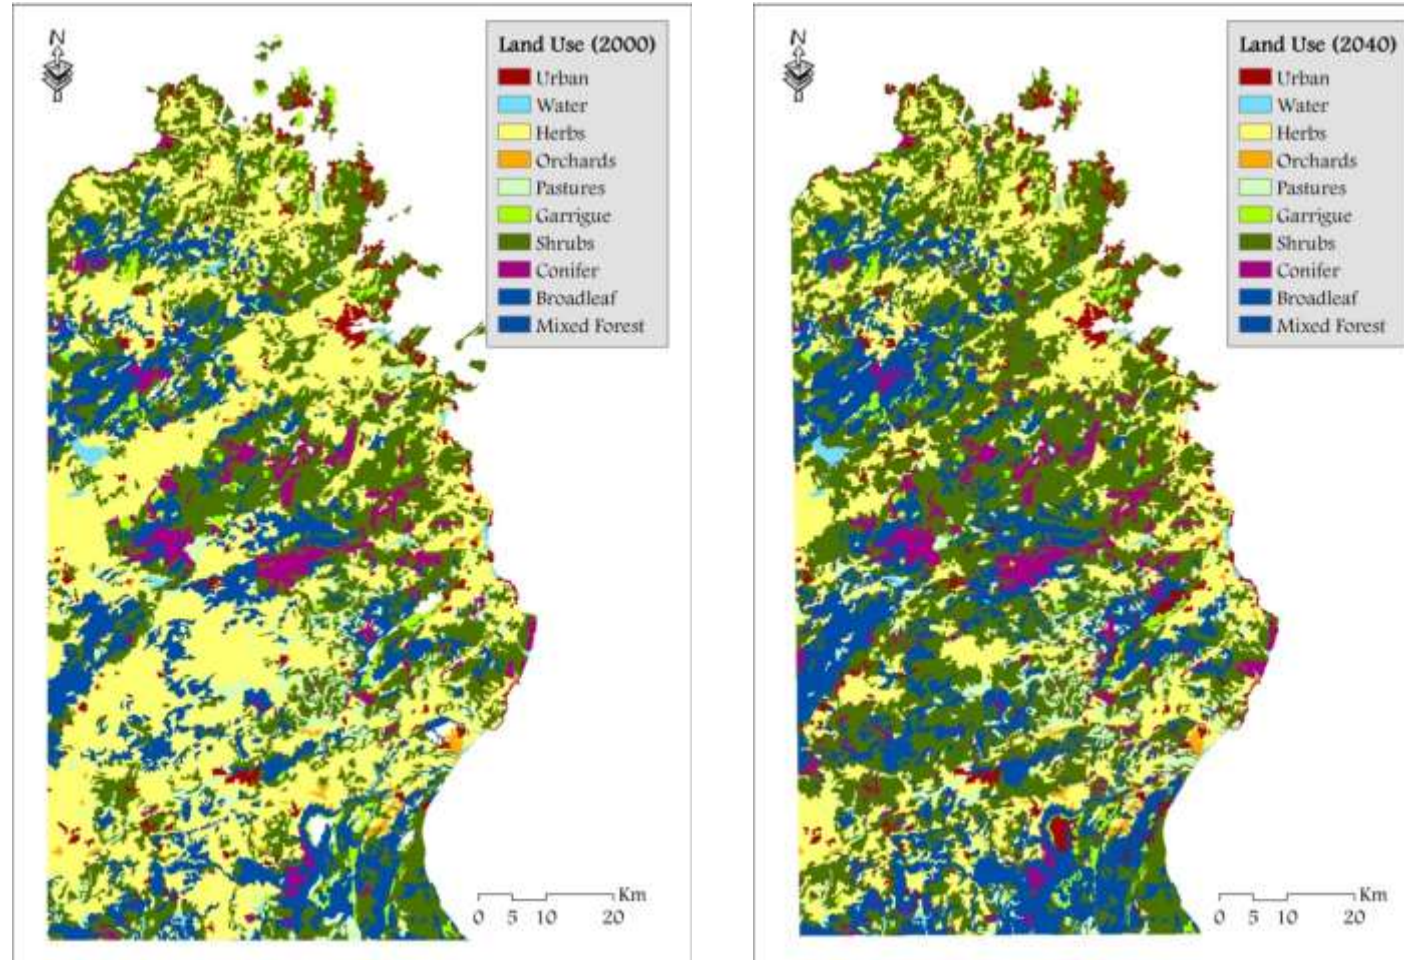 N
Land Use (2000)
Urban
Water
Herbs
Orchards
Pastures
Garrigue
Shrubs
Conifer
Broadleaf
Mixed Forest
Km
0 5 10 20
N
Land Use (2040)
Urban
Water
Herbs
Orchards
Pastures
Garrigue
Shrubs
Conifer
Broadleaf
Mixed Forest
Km
0 5 10 20